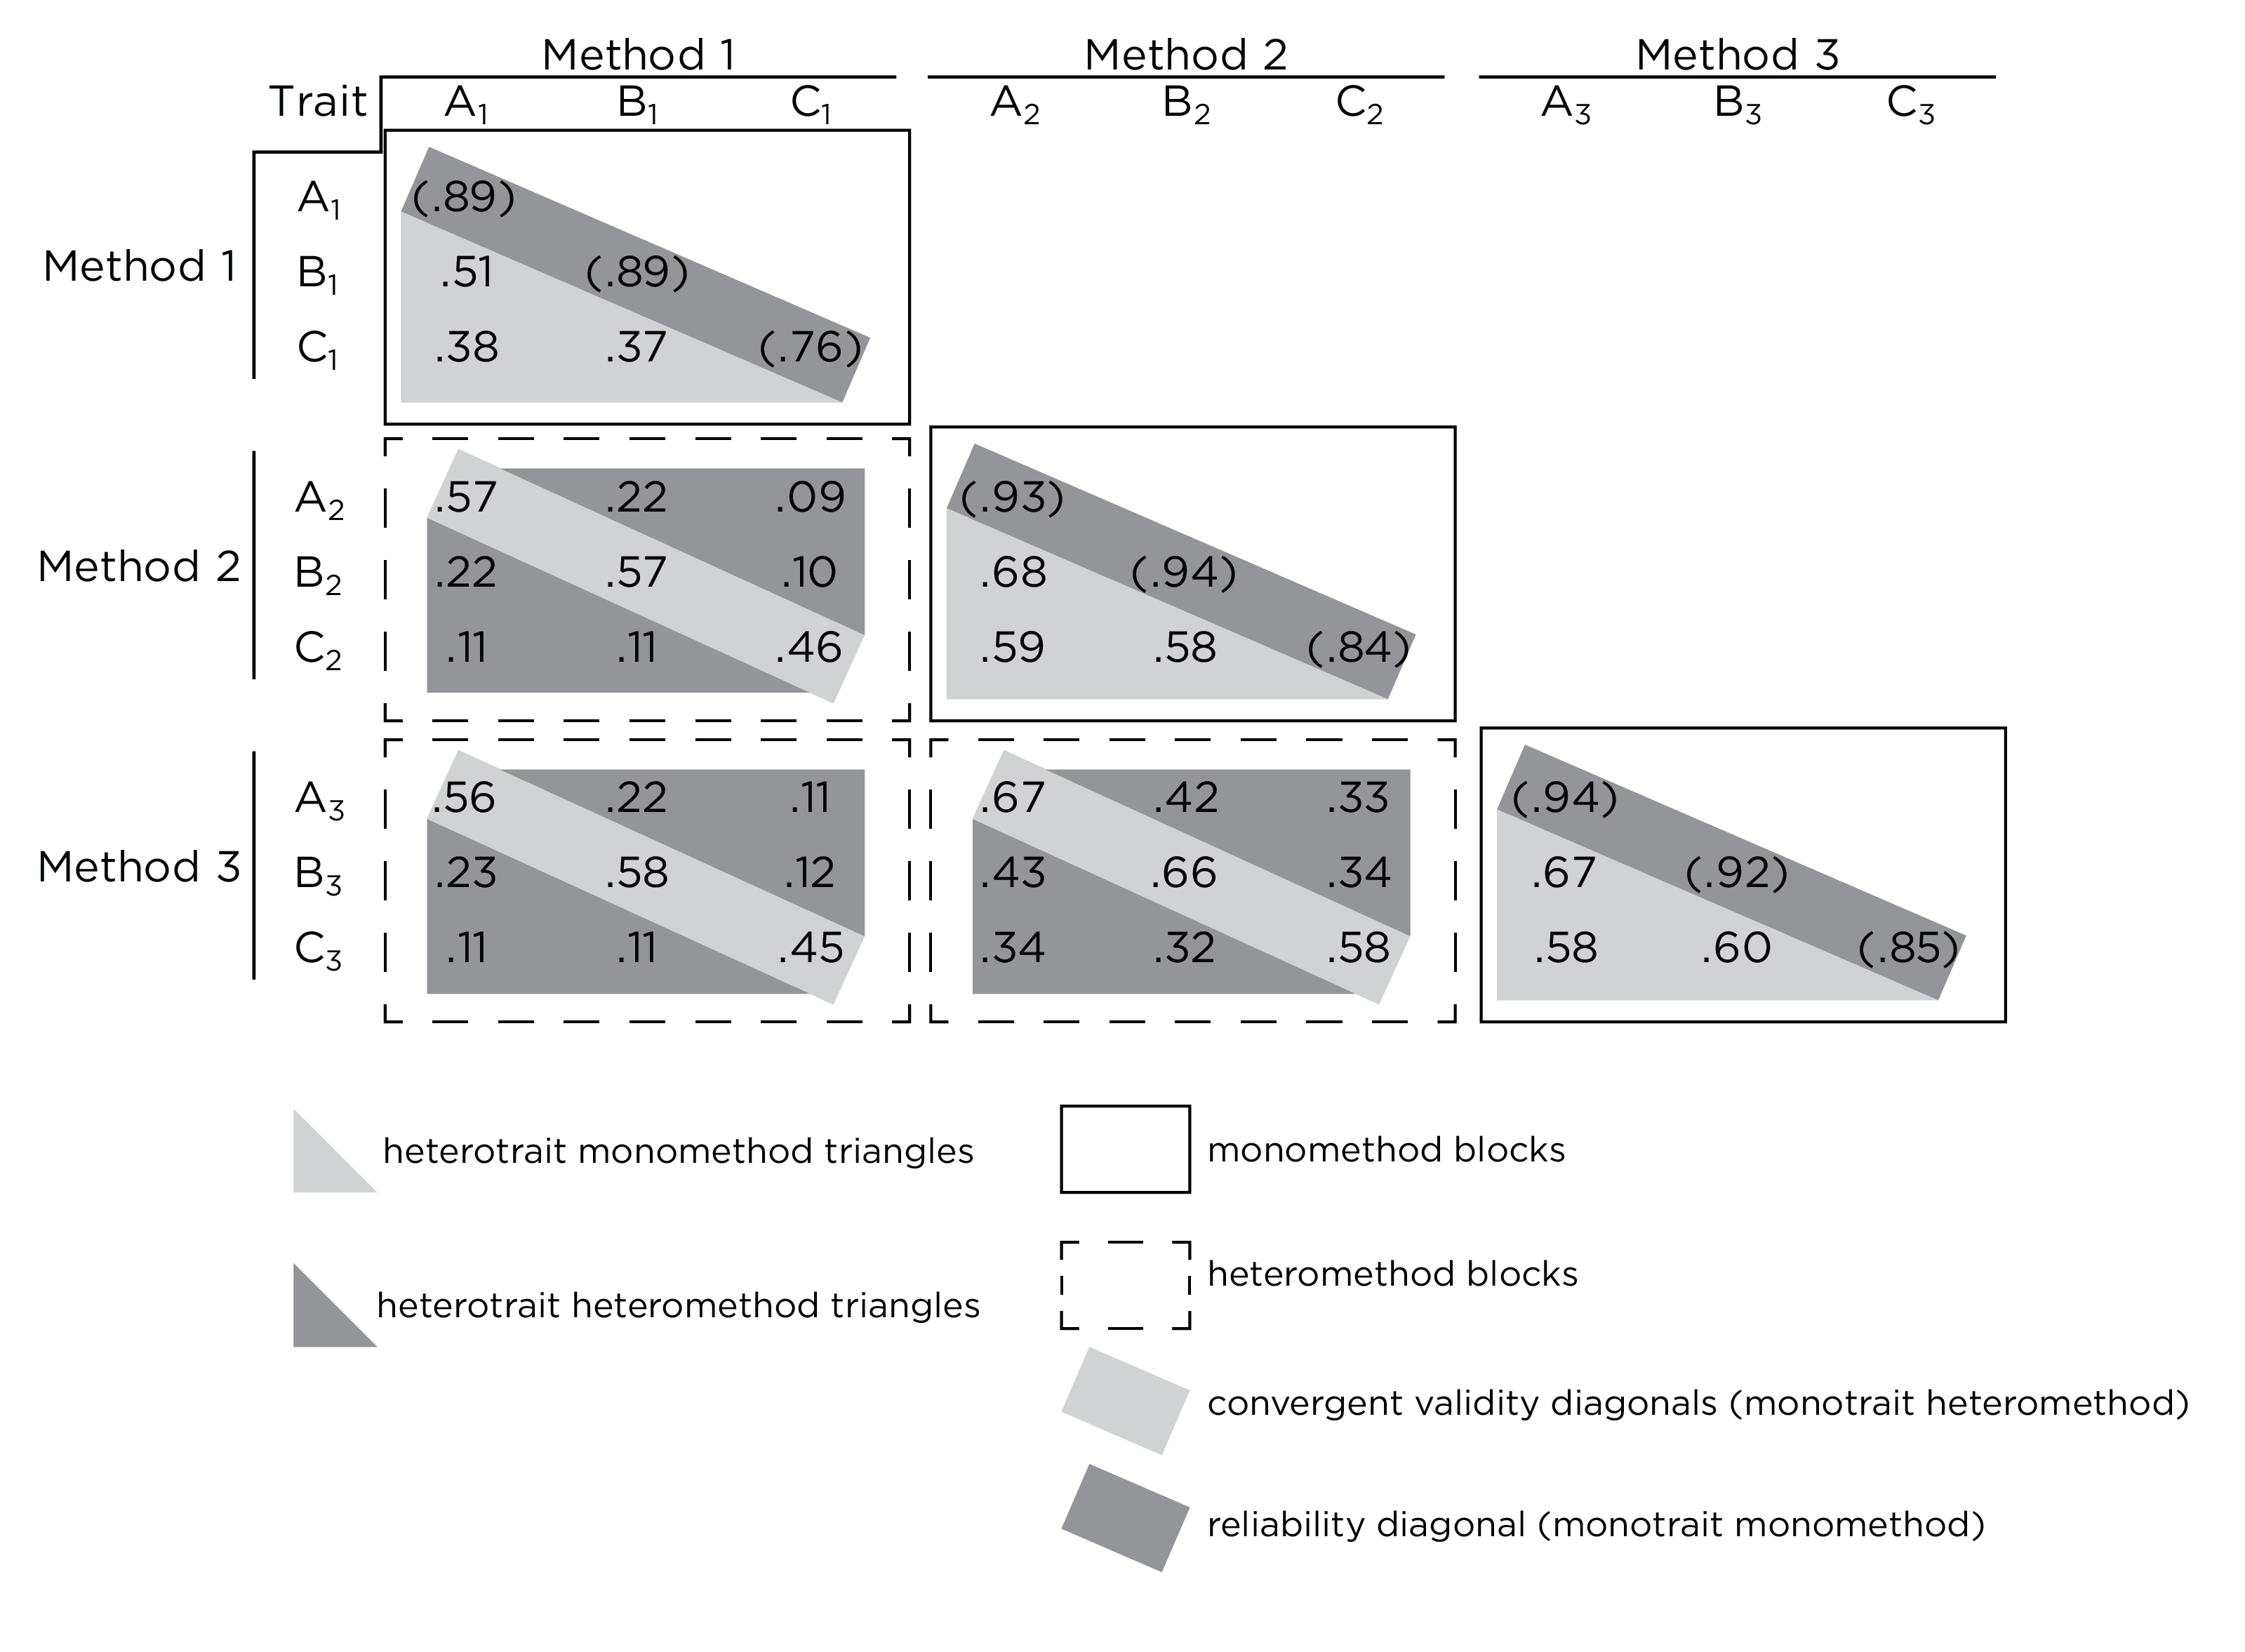 Method 1 Method 2 Method 3
Trait A₁ B₁ C₁ A₂ B₂ C₂ A₃ B₃ C₃
A₁ (.89)
Method 1 B₁ .51 (.89)
C₁ .38 .37 (.76)
A₂ .57 .22 .09 (.93)
Method 2 B₂ .22 .57 .10 .68 (.94)
C₂ .11 .11 .46 .59 .58 (.84)
A₃ .56 .22 .11 .67 .42 .33 (.94)
Method 3 B₃ .23 .58 .12 .43 .66 .34 .67 (.92)
C₃ .11 .11 .45 .34 .32 .58 .58 .60 (.85)
heterotrait monomethod triangles
monomethod blocks
heterotrait heteromethod triangles
heteromethod blocks
convergent validity diagonals (monotrait heteromethod)
reliability diagonal (monotrait monomethod)